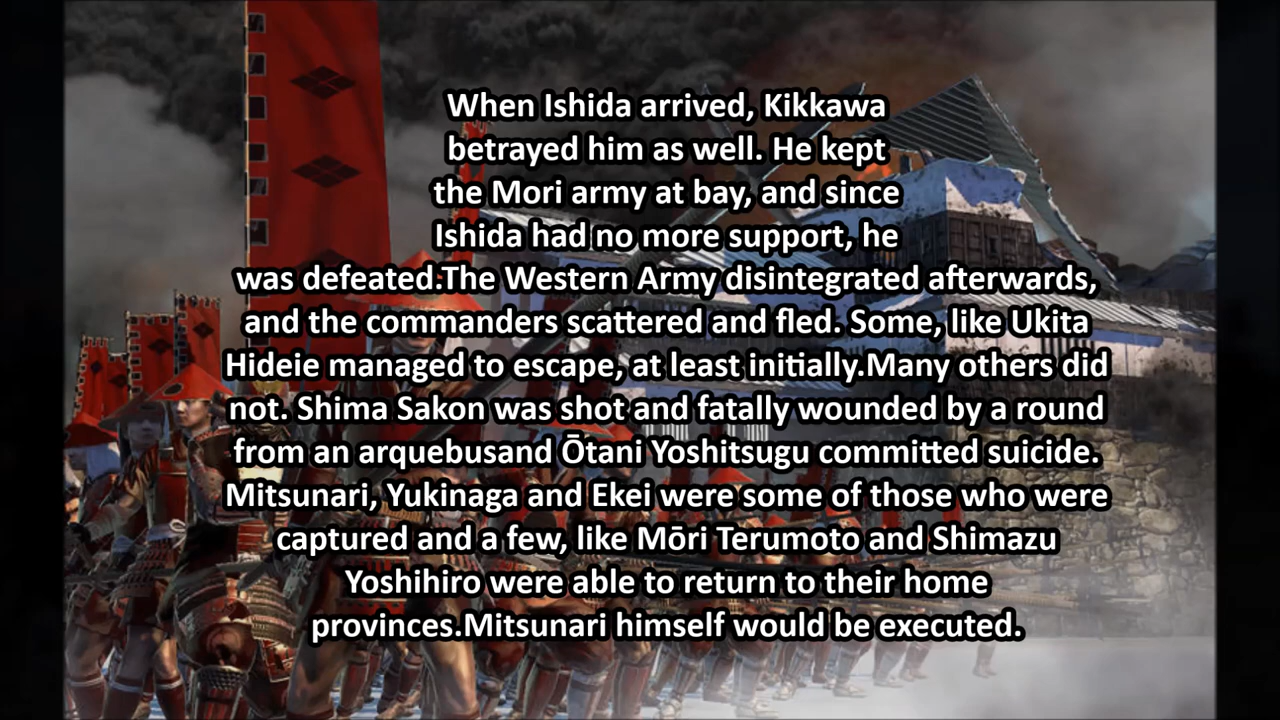 When Ishida arrived, Kikkawa
betrayed him as well. He kept
the Mori army at bay, and since
Ishida had no more support, he
was defeated.The Western Army disintegrated afterwards,
and the commanders scattered and fled. Some, like Ukita
Hideie managed to escape, at least initially.Many others did
not. Shima Sakon was shot and fatally wounded by a round
from an arquebusand Ōtani Yoshitsugu committed suicide.
Mitsunari, Yukinaga and Ekei were some of those who were
captured and a few, like Mōri Terumoto and Shimazu
Yoshihiro were able to return to their home
provinces.Mitsunari himself would be executed.